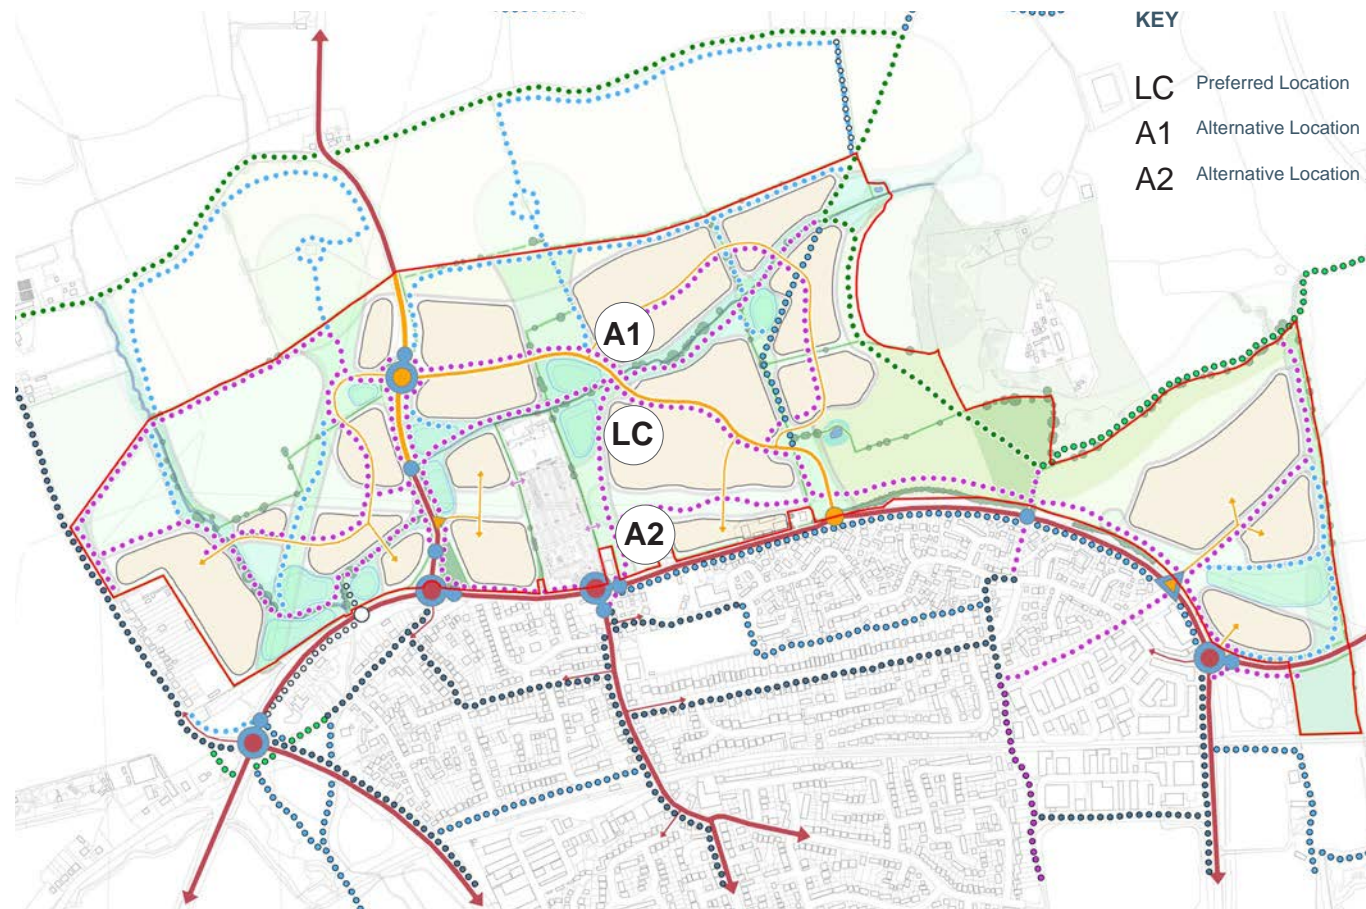 KEY
LC Preferred Location
A1 Alternative Location
A2 Alternative Location
A1
LC
A2